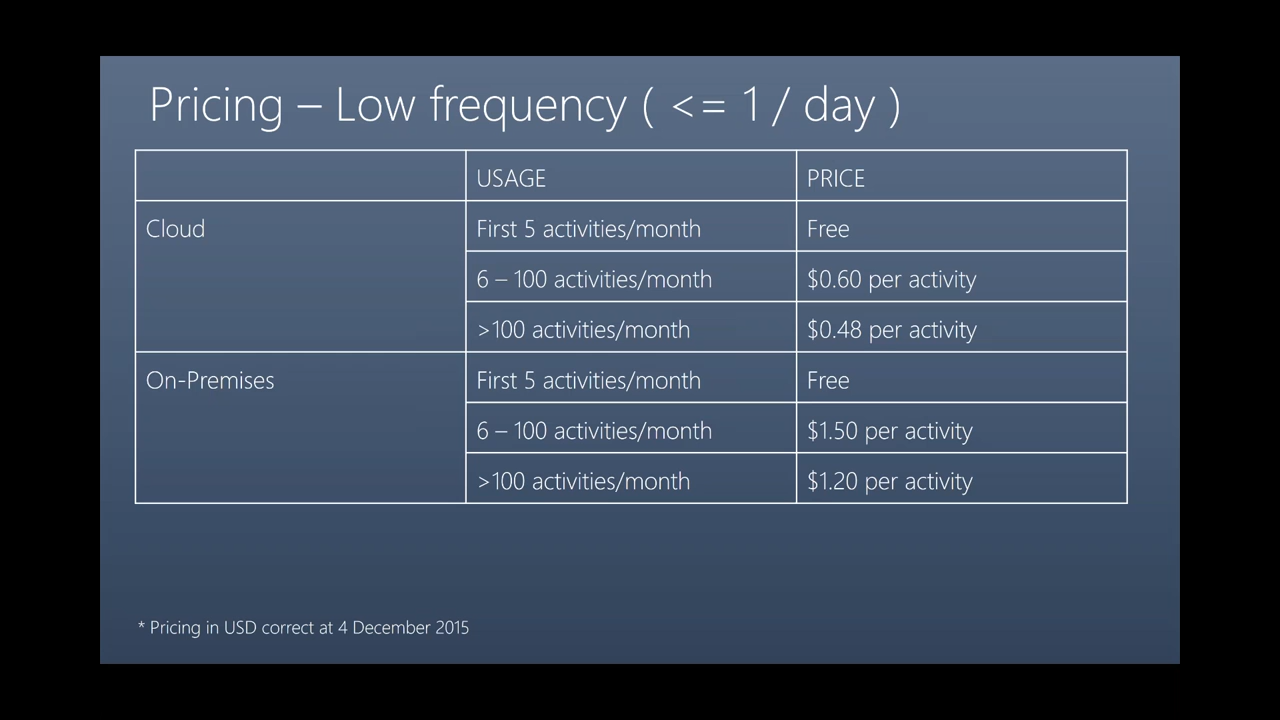 Pricing – Low frequency ( <= 1 / day )
USAGE PRICE
Cloud First 5 activities/month Free
6 – 100 activities/month $0.60 per activity
>100 activities/month $0.48 per activity
On-Premises First 5 activities/month Free
6 – 100 activities/month $1.50 per activity
>100 activities/month $1.20 per activity
* Pricing in USD correct at 4 December 2015